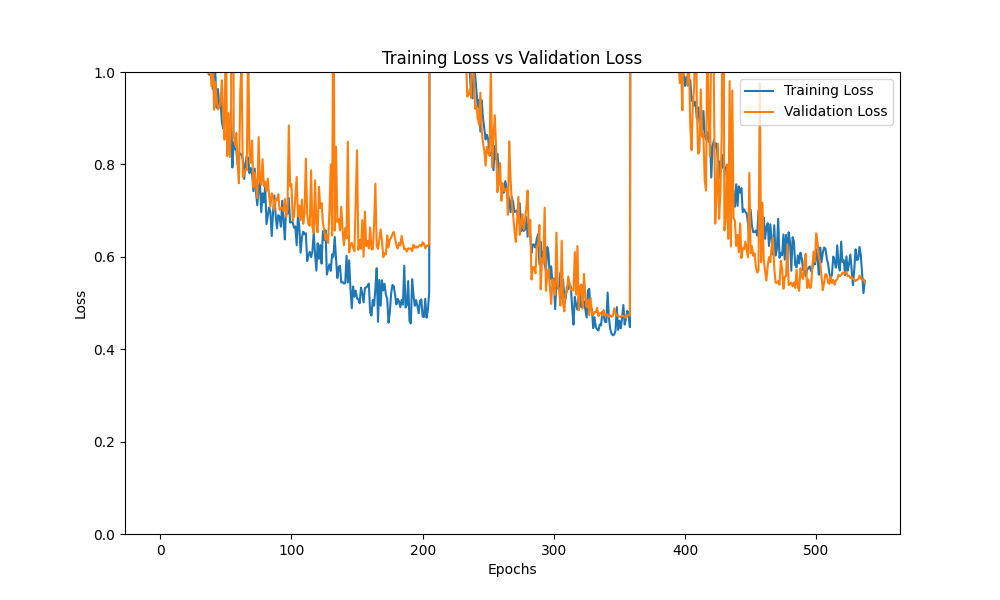 Training Loss vs Validation Loss
1.0
0.8
0.6
0.4
0.2
0.0
Loss
Training Loss
Validation Loss
0 100 200 300 400 500
Epochs